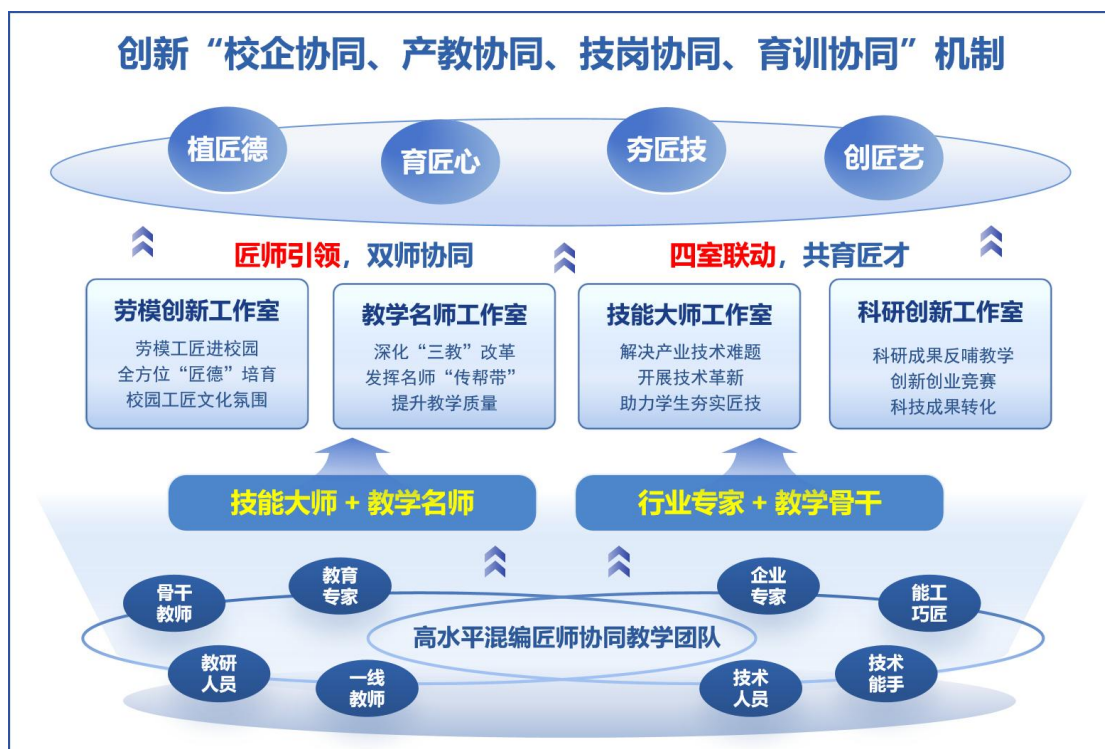 创新“校企协同、产教协同、技岗协同、育训协同”机制
植匠德
育匠心
夯匠技
创匠艺
匠师引领，双师协同
四室联动，共育匠才
劳模创新工作室
劳模工匠进校园
全方位“匠德”培育
校园工匠文化氛围
教学名师工作室
深化“三教”改革
发挥名师“传帮带”
提升教学质量
技能大师工作室
解决产业技术难题
开展技术革新
助力学生夯实匠技
科研创新工作室
科研成果反哺教学
创新创业竞赛
科技成果转化
技能大师 + 教学名师
行业专家 + 教学骨干
骨干
教师
教育
专家
企业
专家
能工
巧匠
高水平混编匠师协同教学团队
教研
人员
一线
教师
技术
人员
技术
能手